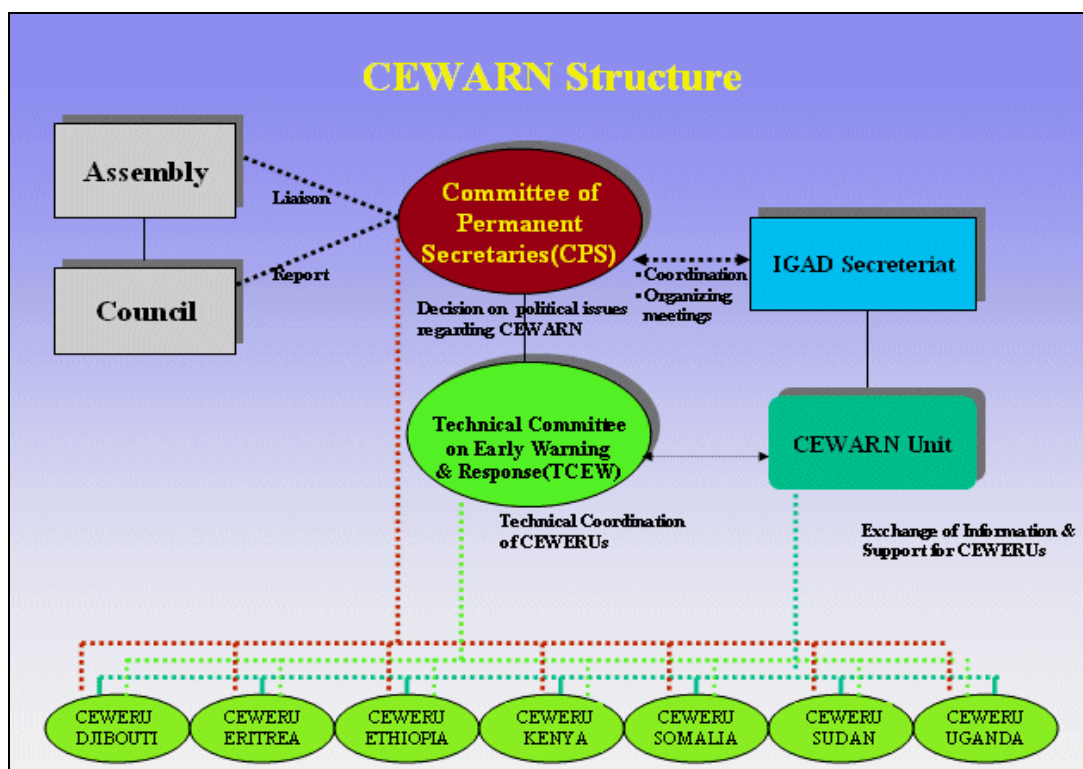 CEWARN Structure
Assembly
Liaison
Report
Council
Committee of
Permanent
Secretaries(CPS)
▪Coordination
▪Organizing
meetings
IGAD Secreteriat
Decision on political issues
regarding CEWARN
Technical Committee
on Early Warning
& Response(TCEW)
CEWARN Unit
Technical Coordination
of CEWERUs
Exchange of Information &
Support for CEWERUs
CEWERU
DJIBOUTI
CEWERU
ERITREA
CEWERU
ETHIOPIA
CEWERU
KENYA
CEWERU
SOMALIA
CEWERU
SUDAN
CEWERU
UGANDA